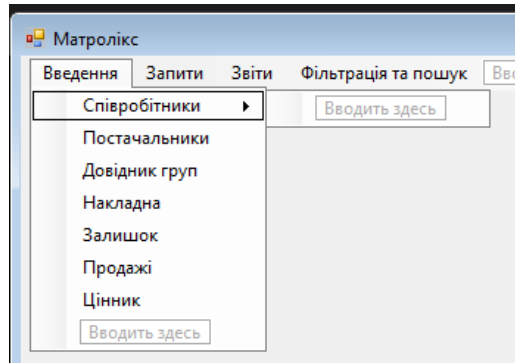 Матролікс
Введення Запити Звіти Фільтрація та пошук
Співробітники Вводить здесь
Постачальники
Довідник груп
Накладна
Залишок
Продажі
Цінник
Вводить здесь